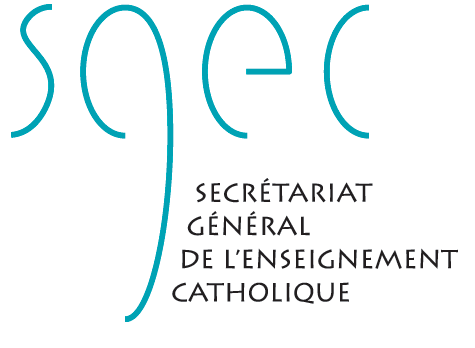 sgec
SECRÉTARIAT
GÉNÉRAL
DE L'ENSEIGNEMENT
CATHOLIQUE